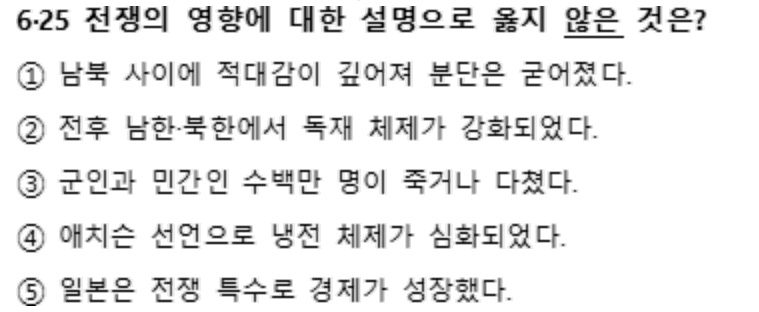 6·25 전쟁의 영향에 대한 설명으로 옳지 않은 것은?
① 남북 사이에 적대감이 깊어져 분단은 굳어졌다.
② 전후 남한·북한에서 독재 체제가 강화되었다.
③ 군인과 민간인 수백만 명이 죽거나 다쳤다.
④ 애치슨 선언으로 냉전 체제가 심화되었다.
⑤ 일본은 전쟁 특수로 경제가 성장했다.